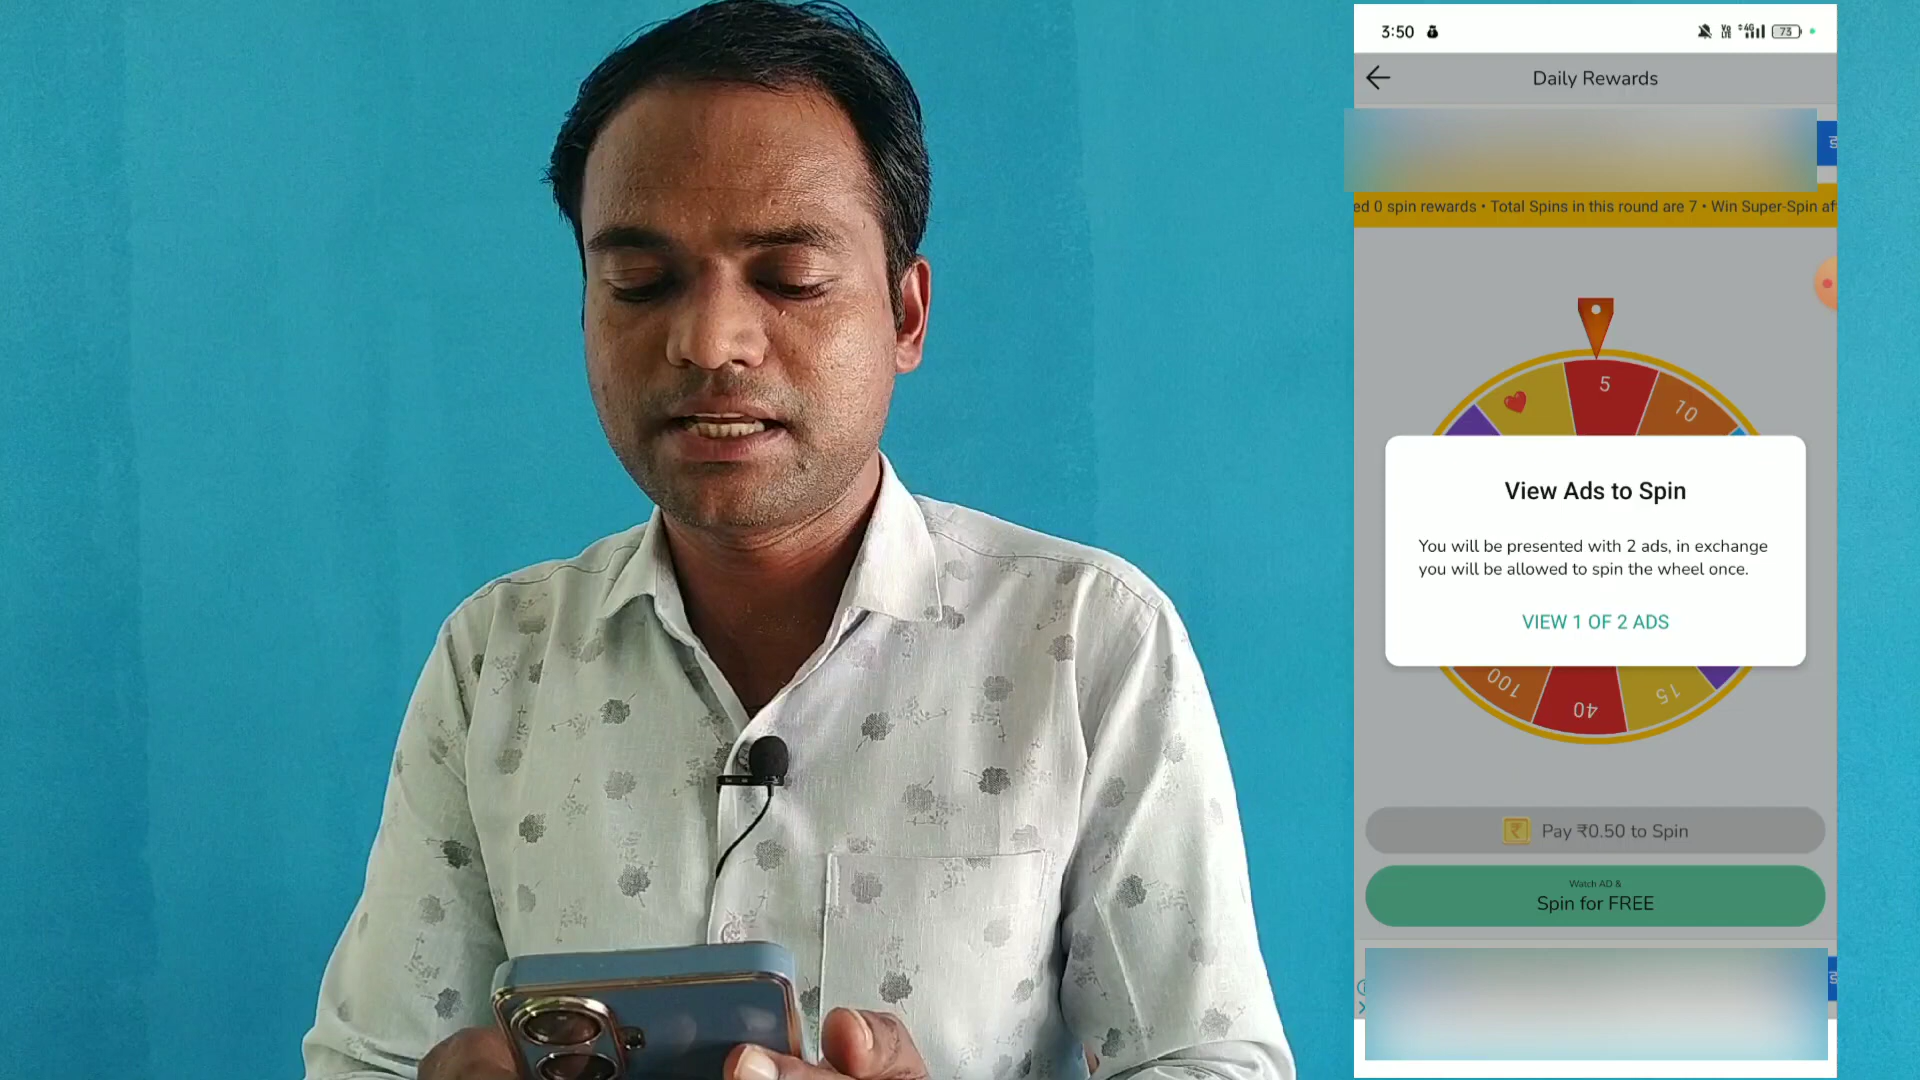 3:50
4G
73
Daily Rewards
ed 0 spin rewards • Total Spins in this round are 7 • Win Super-Spin af
5
10
View Ads to Spin
You will be presented with 2 ads, in exchange
you will be allowed to spin the wheel once.
VIEW 1 OF 2 ADS
100
40
15
Pay ₹0.50 to Spin
Watch AD &
Spin for FREE